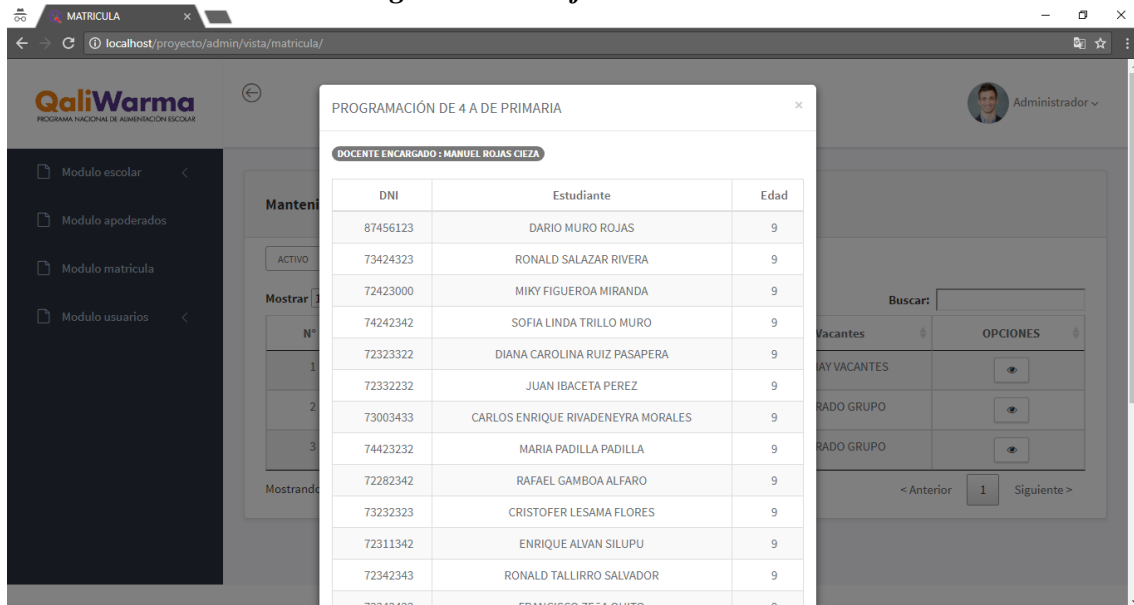 MATRICULA
localhost/proyecto/admin/vista/matricula/
QaliWarma
PROGRAMA NACIONAL DE ALIMENTACIÓN ESCOLAR
Administrador
Modulo escolar
Modulo apoderados
Modulo matricula
Modulo usuarios
PROGRAMACIÓN DE 4 A DE PRIMARIA ×
DOCENTE ENCARGADO : MANUEL ROJAS CIEZA
DNI Estudiante Edad
87456123 DARIO MURO ROJAS 9
73424323 RONALD SALAZAR RIVERA 9
72423000 MIKY FIGUEROA MIRANDA 9
74242342 SOFIA LINDA TRILLO MURO 9
72323322 DIANA CAROLINA RUIZ PASAPERA 9
72332232 JUAN IBACETA PEREZ 9
73003433 CARLOS ENRIQUE RIVADENEYRA MORALES 9
74423232 MARIA PADILLA PADILLA 9
72282342 RAFAEL GAMBOA ALFARO 9
73232323 CRISTOFER LESAMA FLORES 9
72311342 ENRIQUE ALVAN SILUPU 9
72342343 RONALD TALLIRRO SALVADOR 9
Manteni
ACTIVO
Mostrar 1 Buscar:
N° Vacantes OPCIONES
1 AY VACANTES
2 RADO GRUPO
3 RADO GRUPO
Mostrando < Anterior 1 Siguiente >